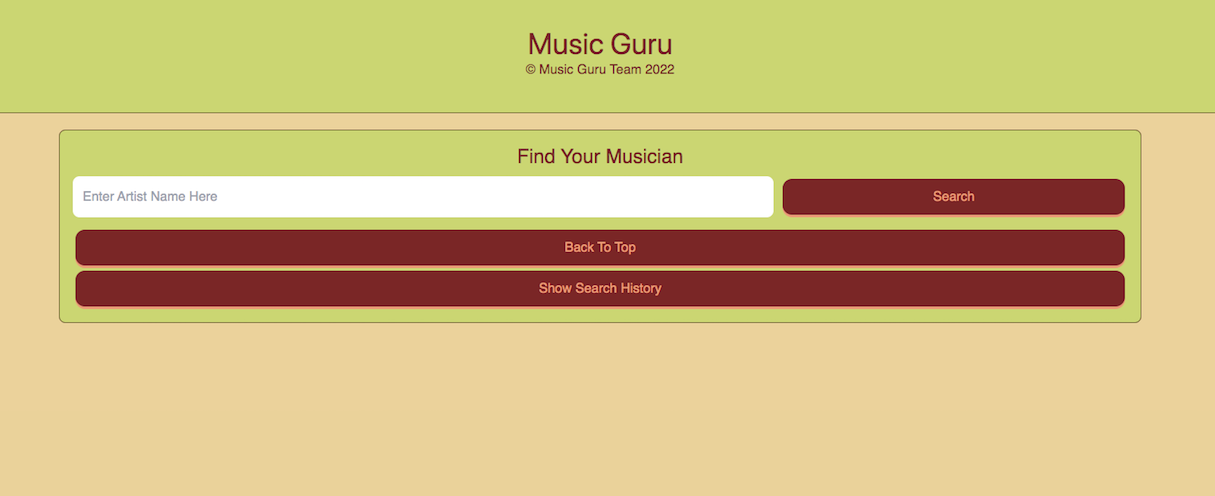 Music Guru
© Music Guru Team 2022
Find Your Musician
Enter Artist Name Here
Search
Back To Top
Show Search History